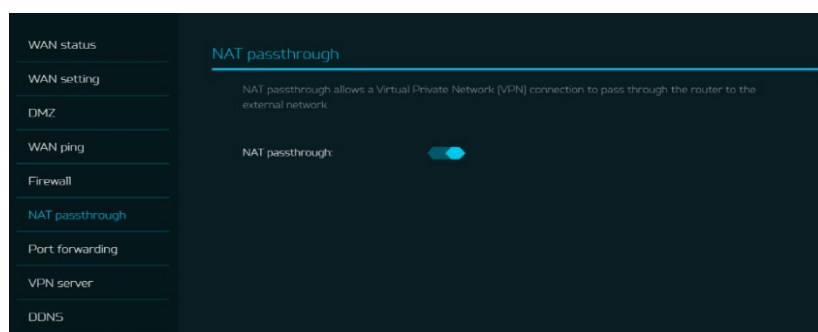 WAN status
WAN setting
DMZ
WAN ping
Firewall
NAT passthrough
Port forwarding
VPN server
DDNS
NAT passthrough
NAT passthrough allows a Virtual Private Network (VPN) connection to pass through the router to the
external network.
NAT passthrough: